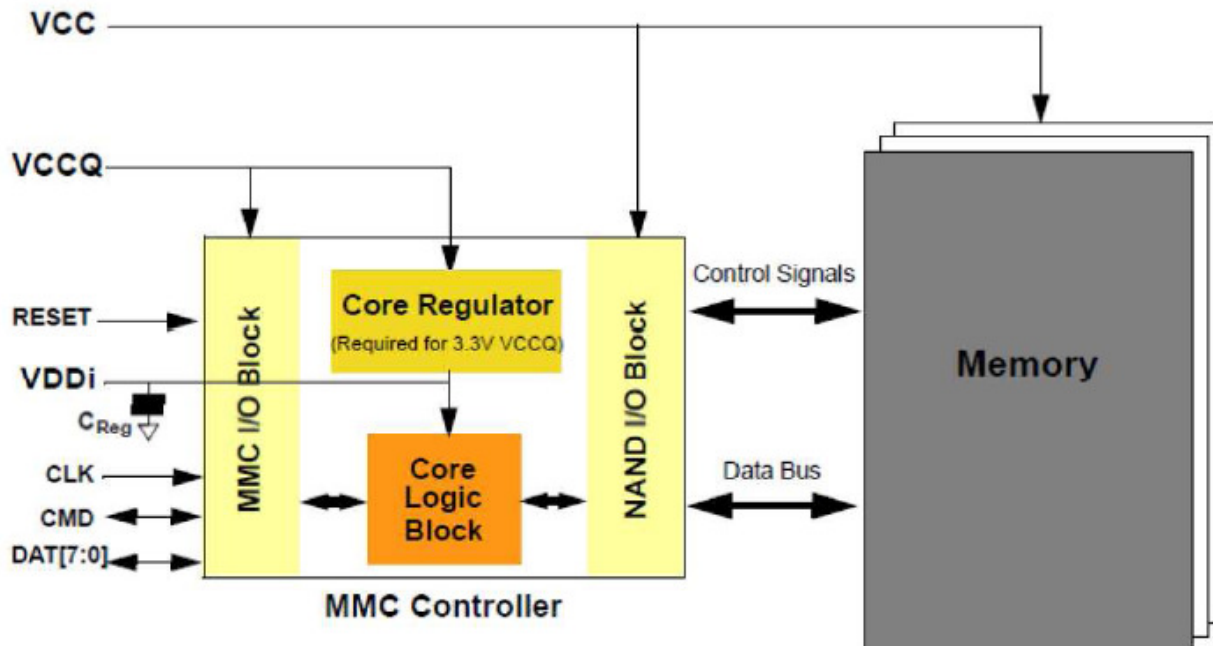 VCC
VCCQ
RESET
VDDi
CReg
CLK
CMD
DAT[7:0]
MMC I/O Block
Core Regulator
(Required for 3.3V VCCQ)
Core
Logic
Block
NAND I/O Block
MMC Controller
Control Signals
Data Bus
Memory